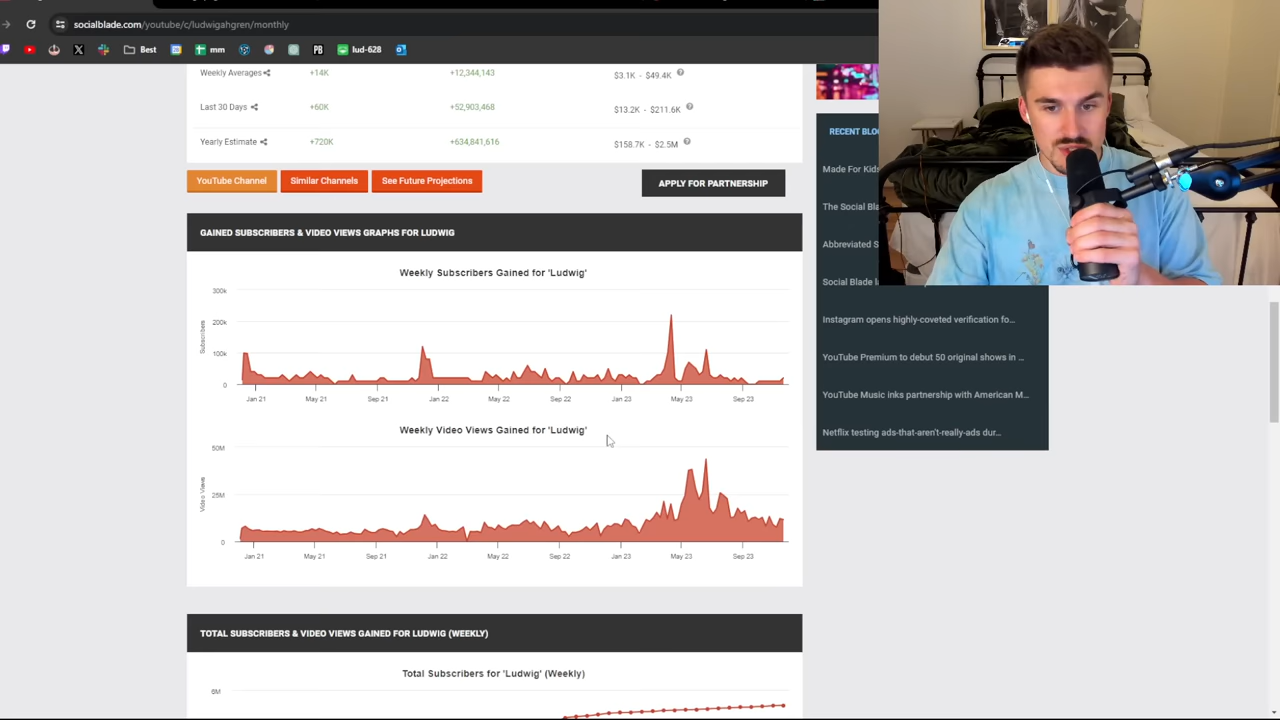 socialblade.com/youtube/c/ludwigahgren/monthly
Best mm PB lud-628
Weekly Averages +14K +12,344,143 $3.1K - $49.4K
Last 30 Days +60K +52,903,468 $13.2K - $211.6K
Yearly Estimate +720K +634,841,616 $158.7K - $2.5M
YouTube Channel Similar Channels See Future Projections APPLY FOR PARTNERSHIP
GAINED SUBSCRIBERS & VIDEO VIEWS GRAPHS FOR LUDWIG
Weekly Subscribers Gained for 'Ludwig'
300k
200k
100k
0
Subscribers
Jan 21 May 21 Sep 21 Jan 22 May 22 Sep 22 Jan 23 May 23 Sep 23
Weekly Video Views Gained for 'Ludwig'
50M
25M
0
Video Views
Jan 21 May 21 Sep 21 Jan 22 May 22 Sep 22 Jan 23 May 23 Sep 23
TOTAL SUBSCRIBERS & VIDEO VIEWS GAINED FOR LUDWIG (WEEKLY)
Total Subscribers for 'Ludwig' (Weekly)
6M
RECENT BLO
Made For Kids
The Social Bla
Abbreviated S
Social Blade
Instagram opens highly-coveted verification fo...
YouTube Premium to debut 50 original shows in ...
YouTube Music inks partnership with American M...
Netflix testing ads-that-aren't-really-ads dur...